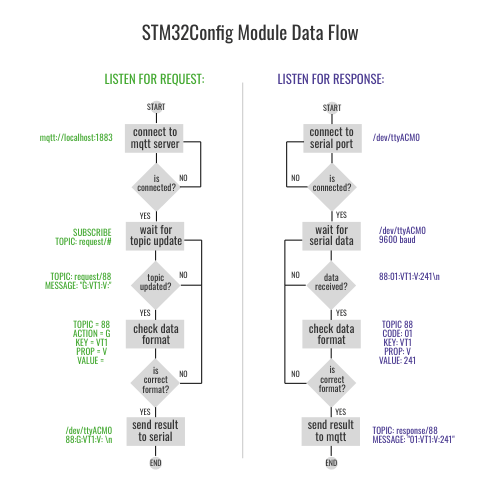 STM32Config Module Data Flow
LISTEN FOR REQUEST:
START
mqtt://localhost:1883
connect to
mqtt server
is
connected?
NO
YES
SUBSCRIBE
TOPIC: request/#
wait for
topic update
TOPIC: request/88
MESSAGE: "G:VT1:V:"
topic
updated?
NO
YES
TOPIC = 88
ACTION = G
KEY = VT1
PROP = V
VALUE =
check data
format
is
correct
format?
NO
YES
/dev/ttyACM0
88:G:VT1:V: \n
send result
to serial
END
LISTEN FOR RESPONSE:
START
connect to
serial port
/dev/ttyACM0
NO
is
connected?
YES
wait for
serial data
/dev/ttyACM0
9600 baud
NO
data
received?
88:01:VT1:V:241\n
YES
check data
format
TOPIC 88
CODE: 01
KEY: VT1
PROP: V
VALUE: 241
NO
is
correct
format?
YES
send result
to mqtt
TOPIC: response/88
MESSAGE: "01:VT1:V:241"
END